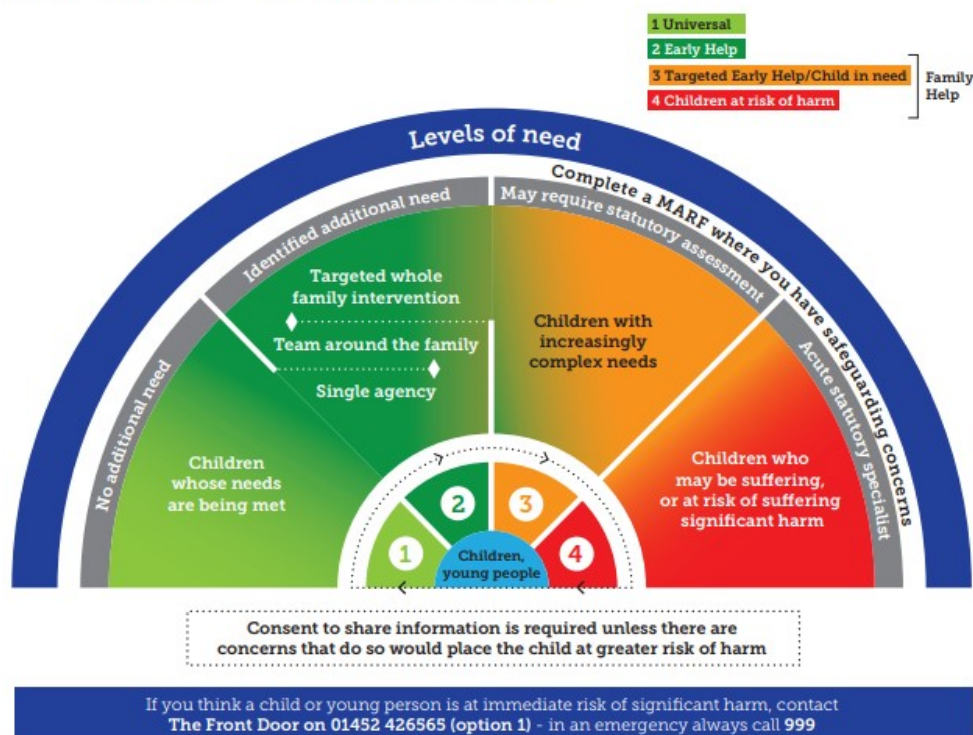 1 Universal
2 Early Help
3 Targeted Early Help/Child in need
4 Children at risk of harm
Family
Help
Levels of need
No additional need
Identified additional need
May require statutory assessment
Acute statutory specialist
Complete a MARF where you have safeguarding concerns
Children
whose needs
are being met
Targeted whole
family intervention
Team around the family
Single agency
Children with
increasingly
complex needs
Children who
may be suffering,
or at risk of suffering
significant harm
1
2
3
4
Children,
young people
Consent to share information is required unless there are
concerns that do so would place the child at greater risk of harm
If you think a child or young person is at immediate risk of significant harm, contact
The Front Door on 01452 426565 (option 1) - in an emergency always call 999